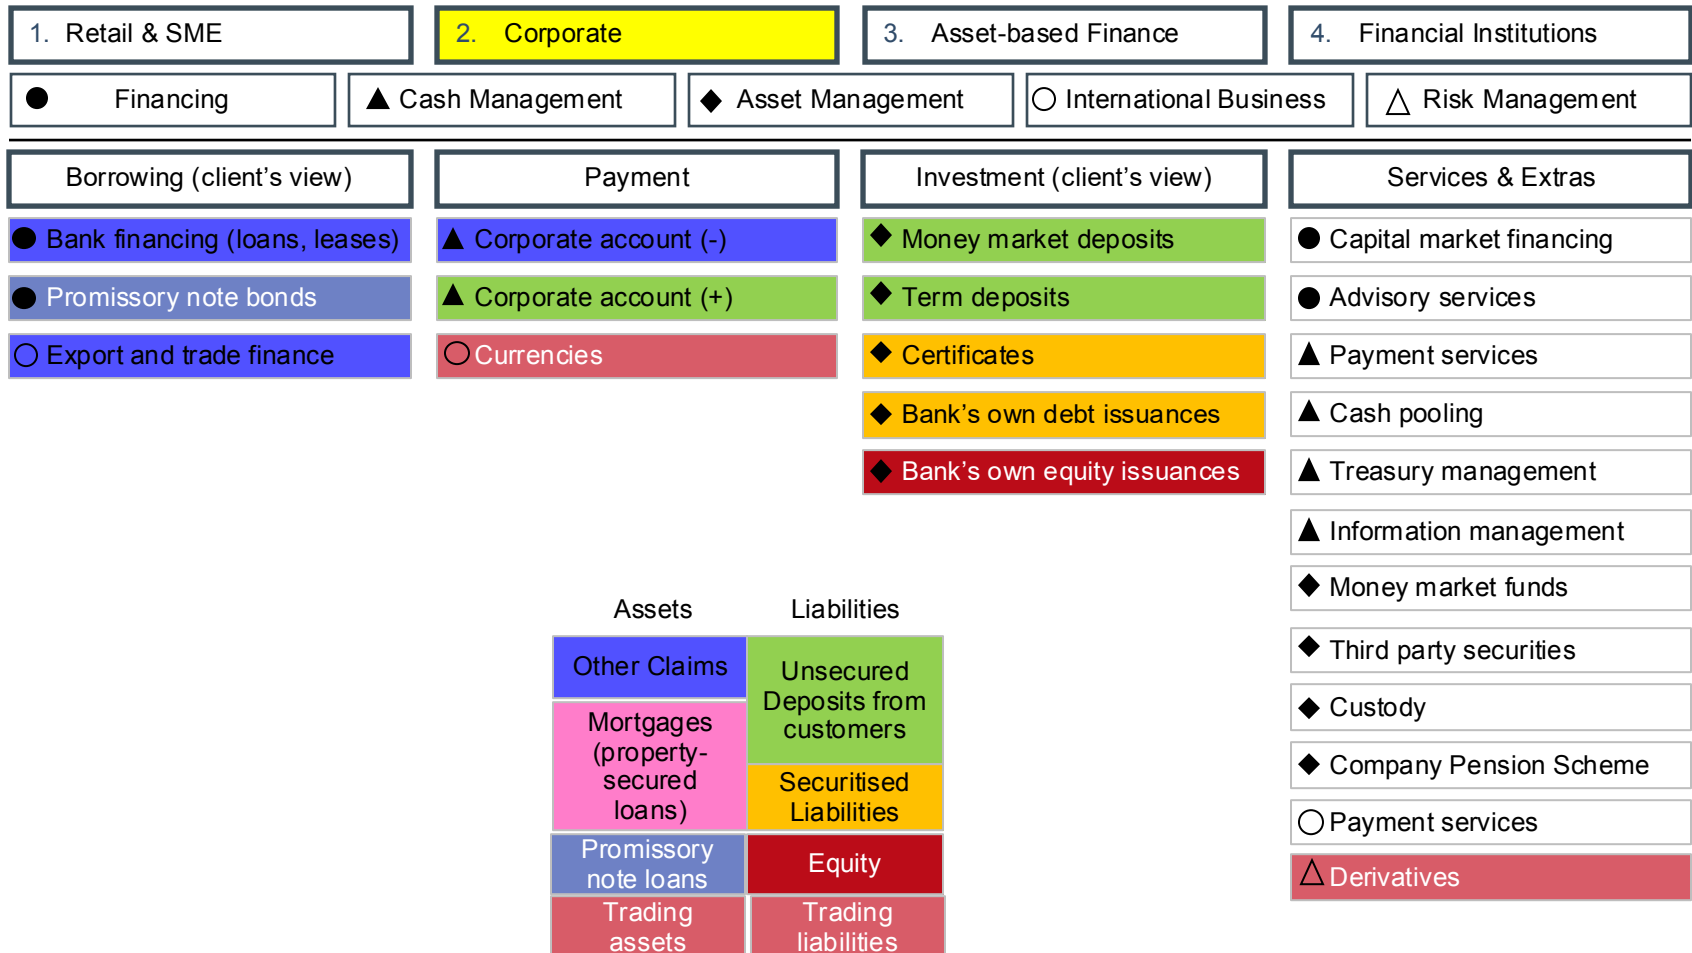 1. Retail & SME
2. Corporate
3. Asset-based Finance
4. Financial Institutions
Financing
Cash Management
Asset Management
International Business
Risk Management
Borrowing (client's view)
Bank financing (loans, leases)
Promissory note bonds
Export and trade finance
Payment
Corporate account (-)
Corporate account (+)
Currencies
Investment (client's view)
Money market deposits
Term deposits
Certificates
Bank's own debt issuances
Bank's own equity issuances
Services & Extras
Capital market financing
Advisory services
Payment services
Cash pooling
Treasury management
Information management
Money market funds
Third party securities
Custody
Company Pension Scheme
Payment services
Derivatives
Assets
Other Claims
Mortgages
(property-
secured
loans)
Promissory
note loans
Trading
assets
Liabilities
Unsecured
Deposits from
customers
Securitised
Liabilities
Equity
Trading
liabilities